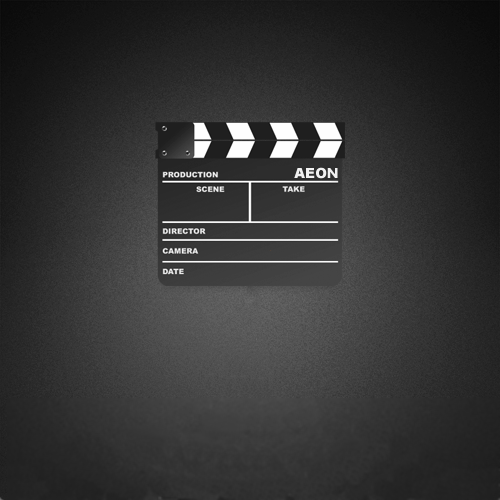 PRODUCTION AEON
SCENE TAKE
DIRECTOR
CAMERA
DATE